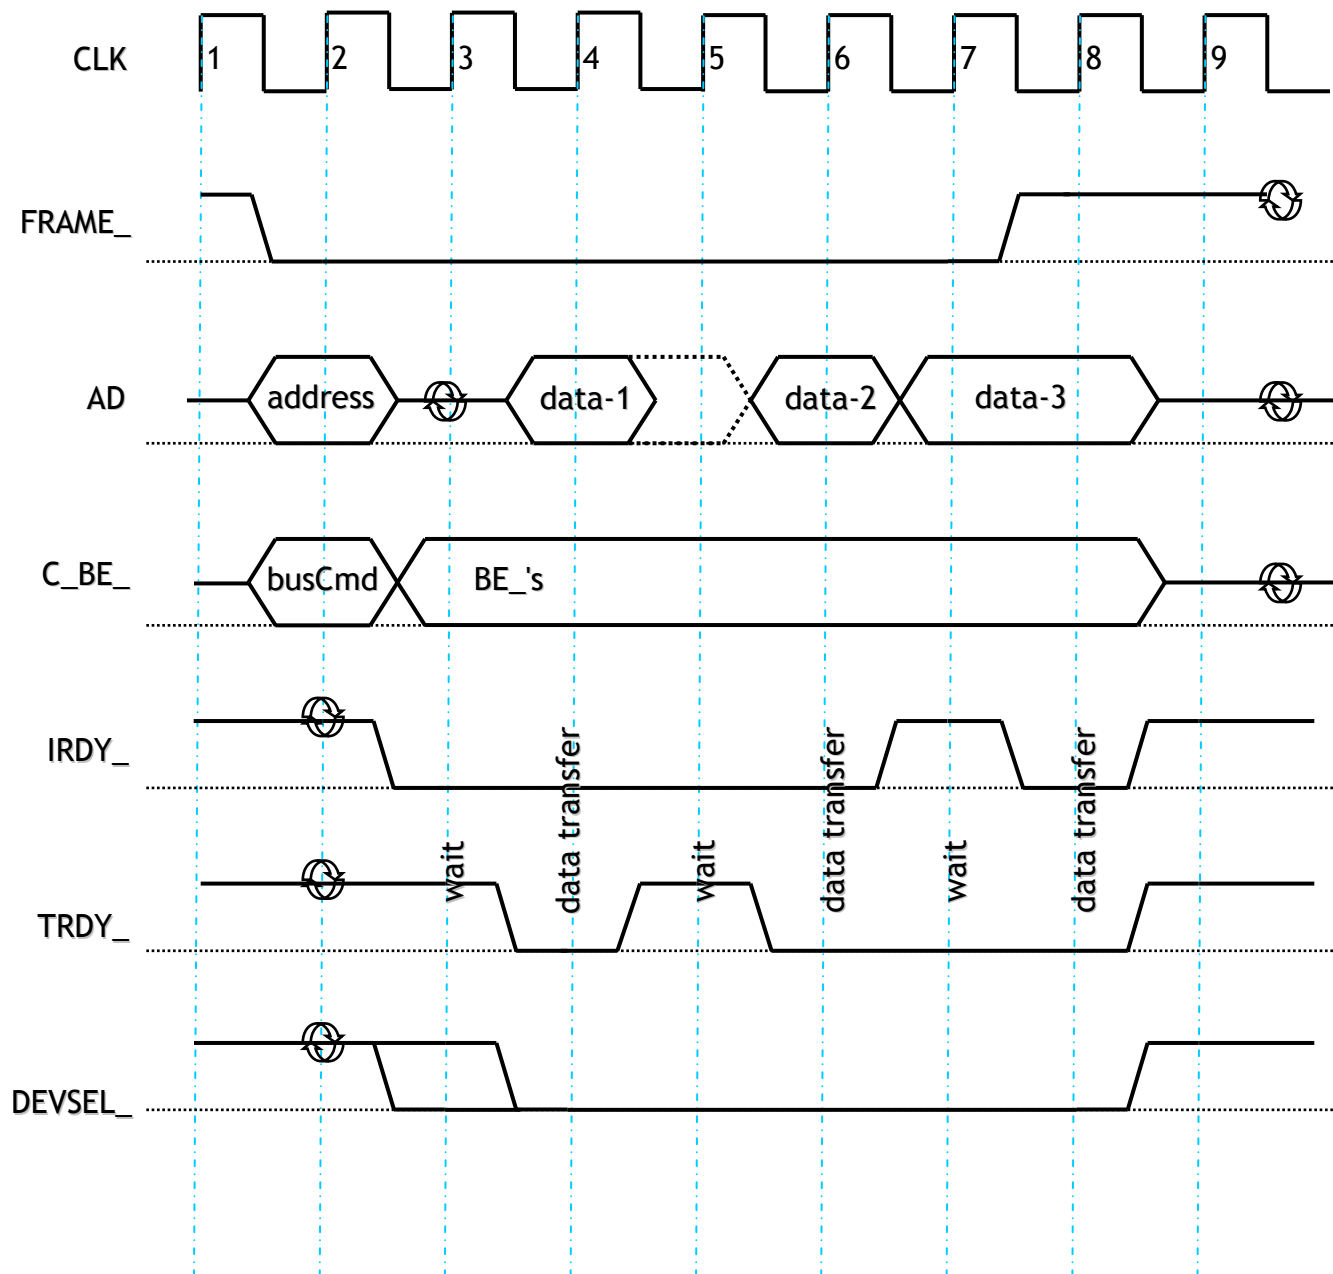 CLK 1 2 3 4 5 6 7 8 9
FRAME_
AD address data-1 data-2 data-3
C_BE_ busCmd BE_'s
IRDY_
wait data transfer wait data transfer wait data transfer
TRDY_
DEVSEL_